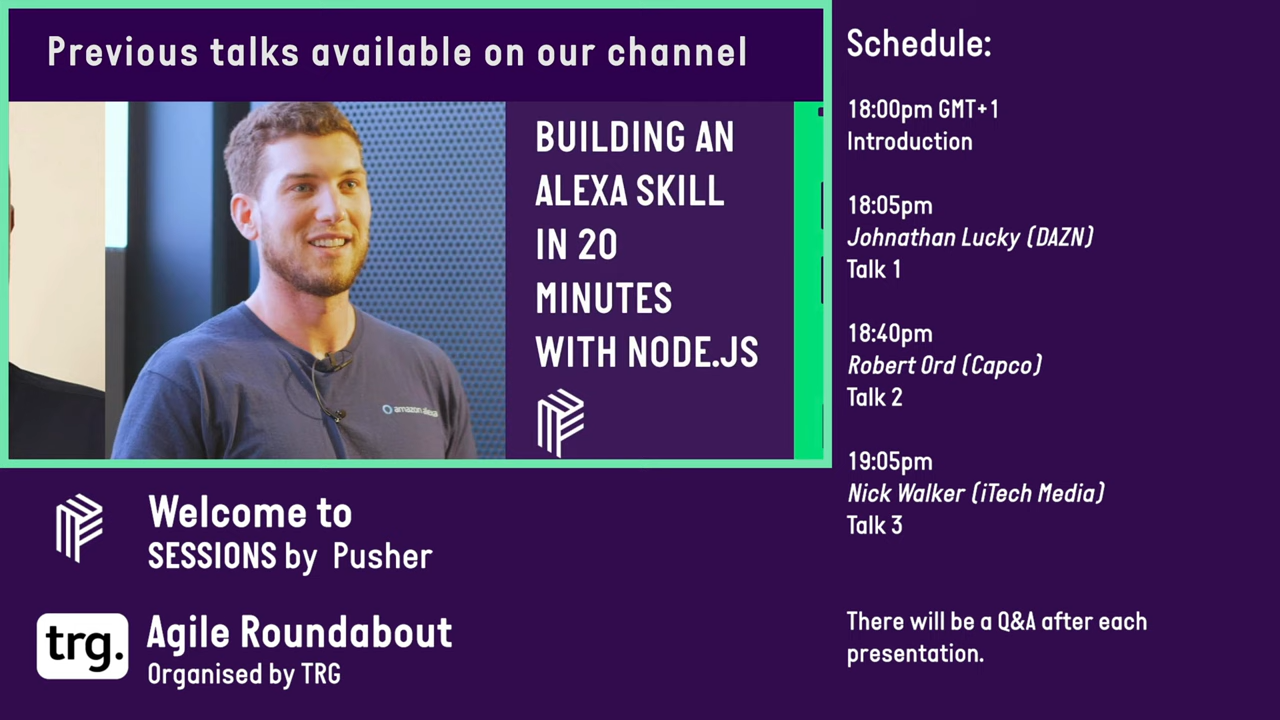 Previous talks available on our channel
BUILDING AN
ALEXA SKILL
IN 20
MINUTES
WITH NODE.JS
amazon alexa
Welcome to
SESSIONS by Pusher
trg.
Agile Roundabout
Organised by TRG
Schedule:
18:00pm GMT+1
Introduction
18:05pm
Johnathan Lucky (DAZN)
Talk 1
18:40pm
Robert Ord (Capco)
Talk 2
19:05pm
Nick Walker (iTech Media)
Talk 3
There will be a Q&A after each
presentation.